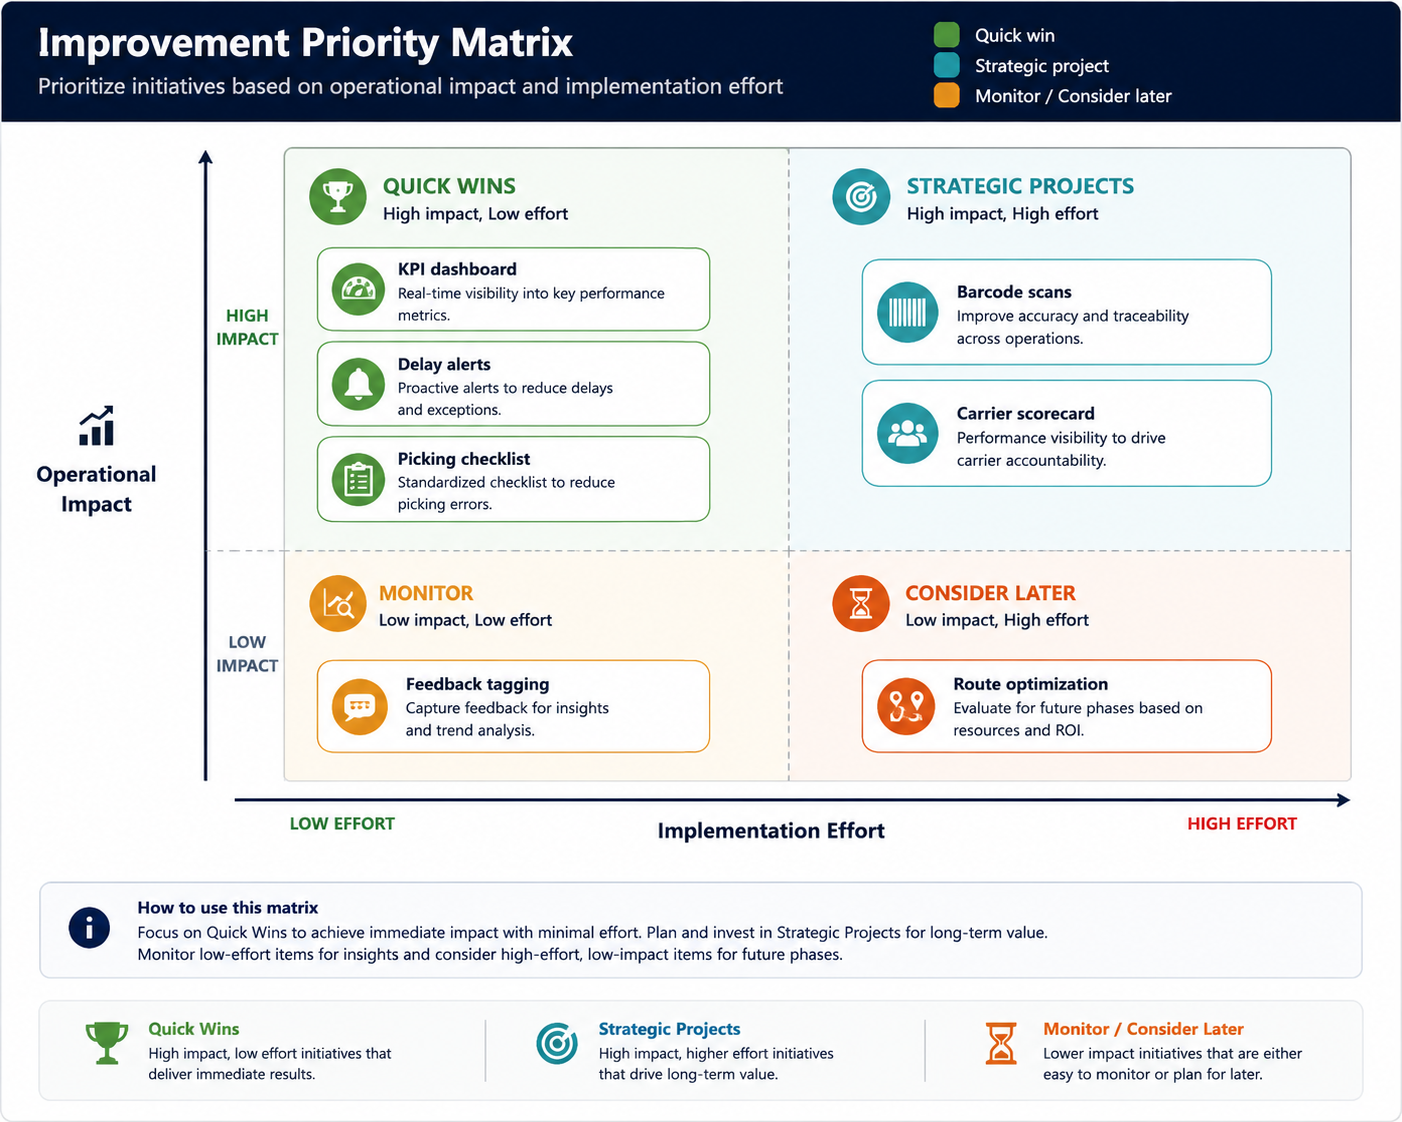 Improvement Priority Matrix
Prioritize initiatives based on operational impact and implementation effort
Quick win
Strategic project
Monitor / Consider later
Operational
Impact
HIGH
IMPACT
LOW
IMPACT
QUICK WINS
High impact, Low effort
KPI dashboard
Real-time visibility into key performance
metrics.
Delay alerts
Proactive alerts to reduce delays
and exceptions.
Picking checklist
Standardized checklist to reduce
picking errors.
STRATEGIC PROJECTS
High impact, High effort
Barcode scans
Improve accuracy and traceability
across operations.
Carrier scorecard
Performance visibility to drive
carrier accountability.
MONITOR
Low impact, Low effort
Feedback tagging
Capture feedback for insights
and trend analysis.
CONSIDER LATER
Low impact, High effort
Route optimization
Evaluate for future phases based on
resources and ROI.
LOW EFFORT
Implementation Effort
HIGH EFFORT
How to use this matrix
Focus on Quick Wins to achieve immediate impact with minimal effort. Plan and invest in Strategic Projects for long-term value.
Monitor low-effort items for insights and consider high-effort, low-impact items for future phases.
Quick Wins
High impact, low effort initiatives that
deliver immediate results.
Strategic Projects
High impact, higher effort initiatives
that drive long-term value.
Monitor / Consider Later
Lower impact initiatives that are either
easy to monitor or plan for later.